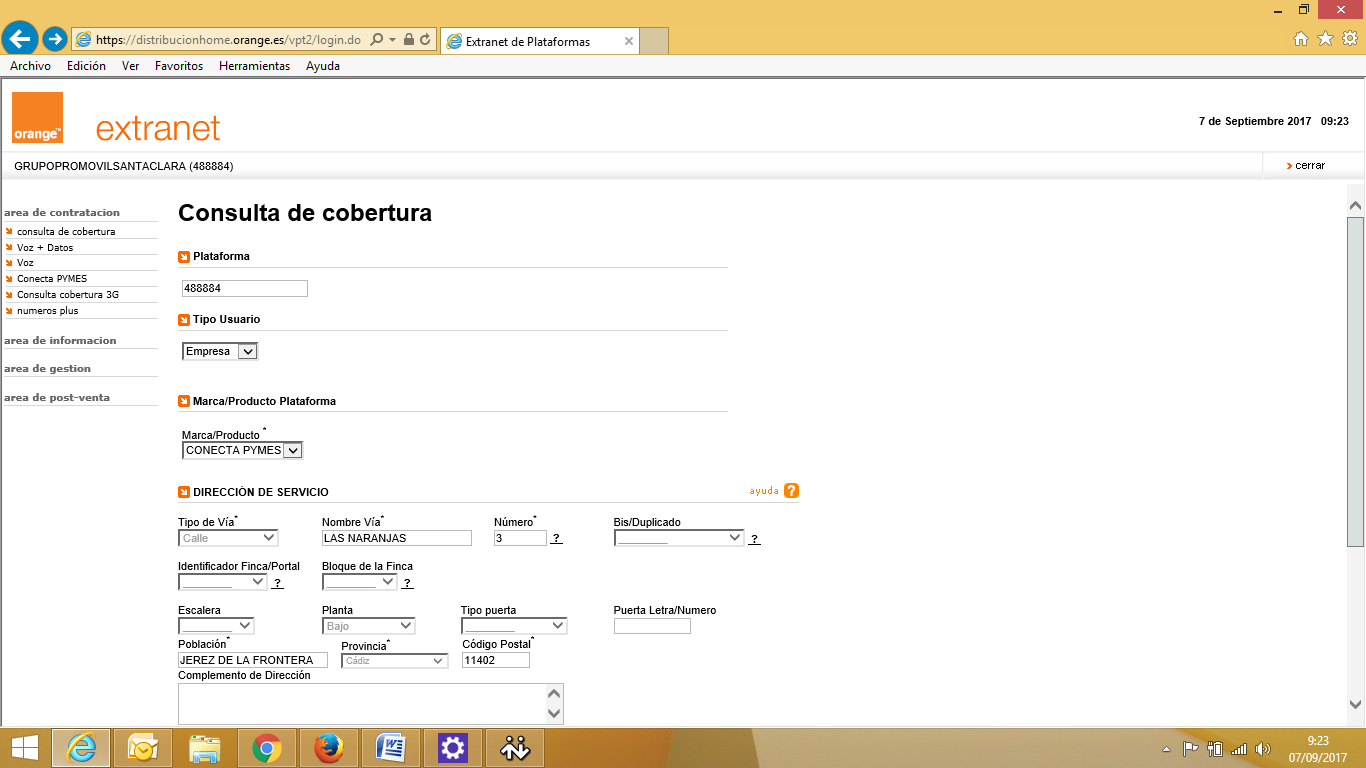 https://distribucionhome.orange.es/vpt2/login.do
Extranet de Plataformas
Archivo Edición Ver Favoritos Herramientas Ayuda
orange™
extranet
7 de Septiembre 2017 09:23
GRUPOPROMOVILSANTACLARA (488884)
cerrar
area de contratacion
consulta de cobertura
Voz + Datos
Voz
Conecta PYMES
Consulta cobertura 3G
numeros plus
area de informacion
area de gestion
area de post-venta
Consulta de cobertura
Plataforma
488884
Tipo Usuario
Empresa
Marca/Producto Plataforma
Marca/Producto *
CONECTA PYMES
DIRECCIÓN DE SERVICIO
ayuda ?
Tipo de Vía* Nombre Vía* Número* Bis/Duplicado
Calle LAS NARANJAS 3 ? ?
Identificador Finca/Portal Bloque de la Finca
? ?
Escalera Planta Tipo puerta Puerta Letra/Numero
Bajo
Población* Provincia* Código Postal*
JEREZ DE LA FRONTERA Cádiz 11402
Complemento de Dirección
9:23
07/09/2017